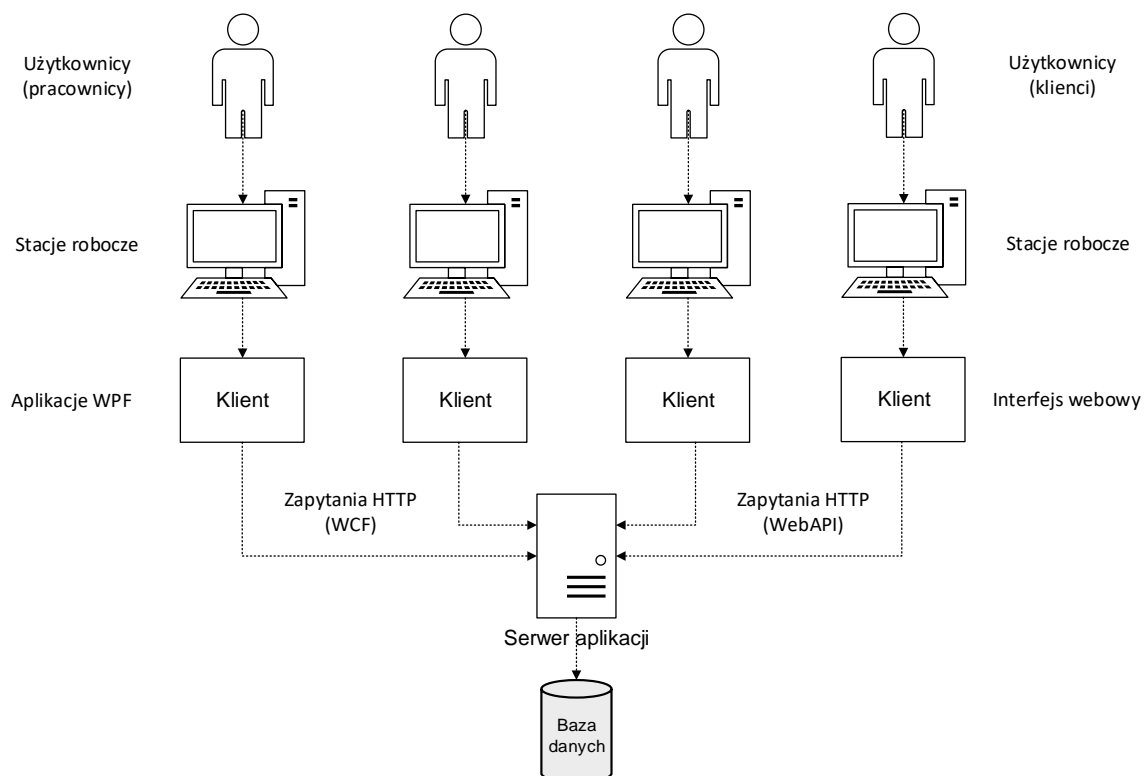 Użytkownicy
(pracownicy)
Użytkownicy
(klienci)
Stacje robocze
Stacje robocze
Aplikacje WPF
Klient
Klient
Klient
Klient
Interfejs webowy
Zapytania HTTP
(WCF)
Zapytania HTTP
(WebAPI)
Serwer aplikacji
Baza
danych